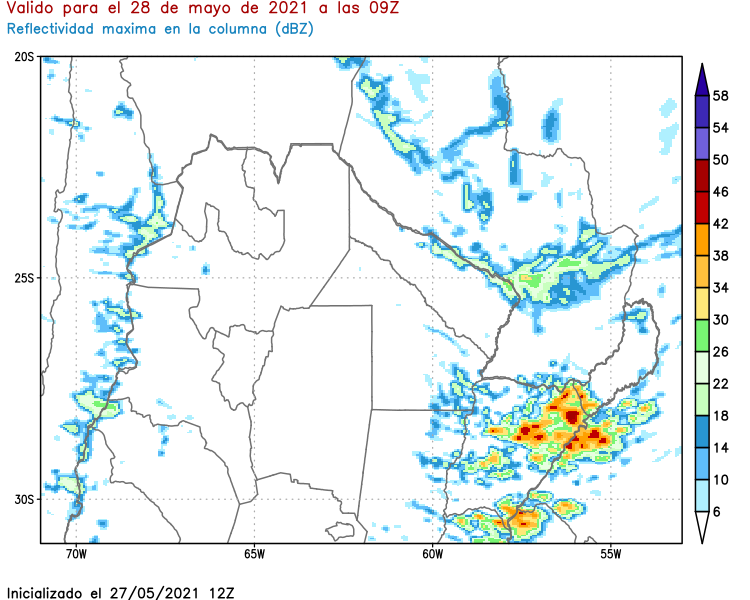 Valido para el 28 de mayo de 2021 a las 09Z
Reflectividad maxima en la columna (dBZ)
20S
25S
30S
70W
65W
60W
55W
58
54
50
46
42
38
34
30
26
22
18
14
10
6
Inicializado el 27/05/2021 12Z